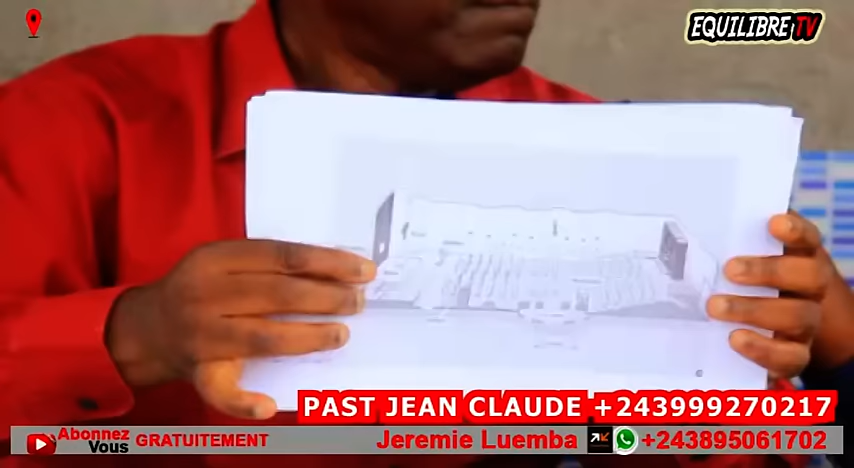 EQUILIBRE TV
PAST JEAN CLAUDE +243999270217
Abonnez
Vous GRATUITEMENT
Jeremie Luemba +243895061702